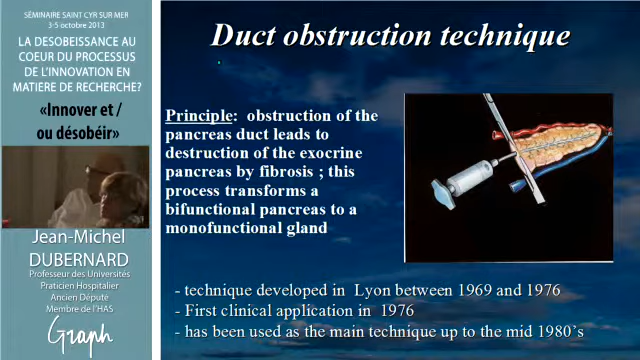 SÉMINAIRE SAINT CYR SUR MER
3-5 octobre 2013
LA DESOBEISSANCE AU
COEUR DU PROCESSUS
DE L'INNOVATION EN
MATIERE DE RECHERCHE?
«Innover et /
ou désobéir»
Jean-Michel
DUBERNARD
Professeur des Universités
Praticien Hospitalier
Ancien Député
Membre de l'HAS
Graph
Duct obstruction technique
Principle: obstruction of the
pancreas duct leads to
destruction of the exocrine
pancreas by fibrosis ; this
process transforms a
bifunctional pancreas to a
monofunctional gland
- technique developed in Lyon between 1969 and 1976
- First clinical application in 1976
- has been used as the main technique up to the mid 1980's